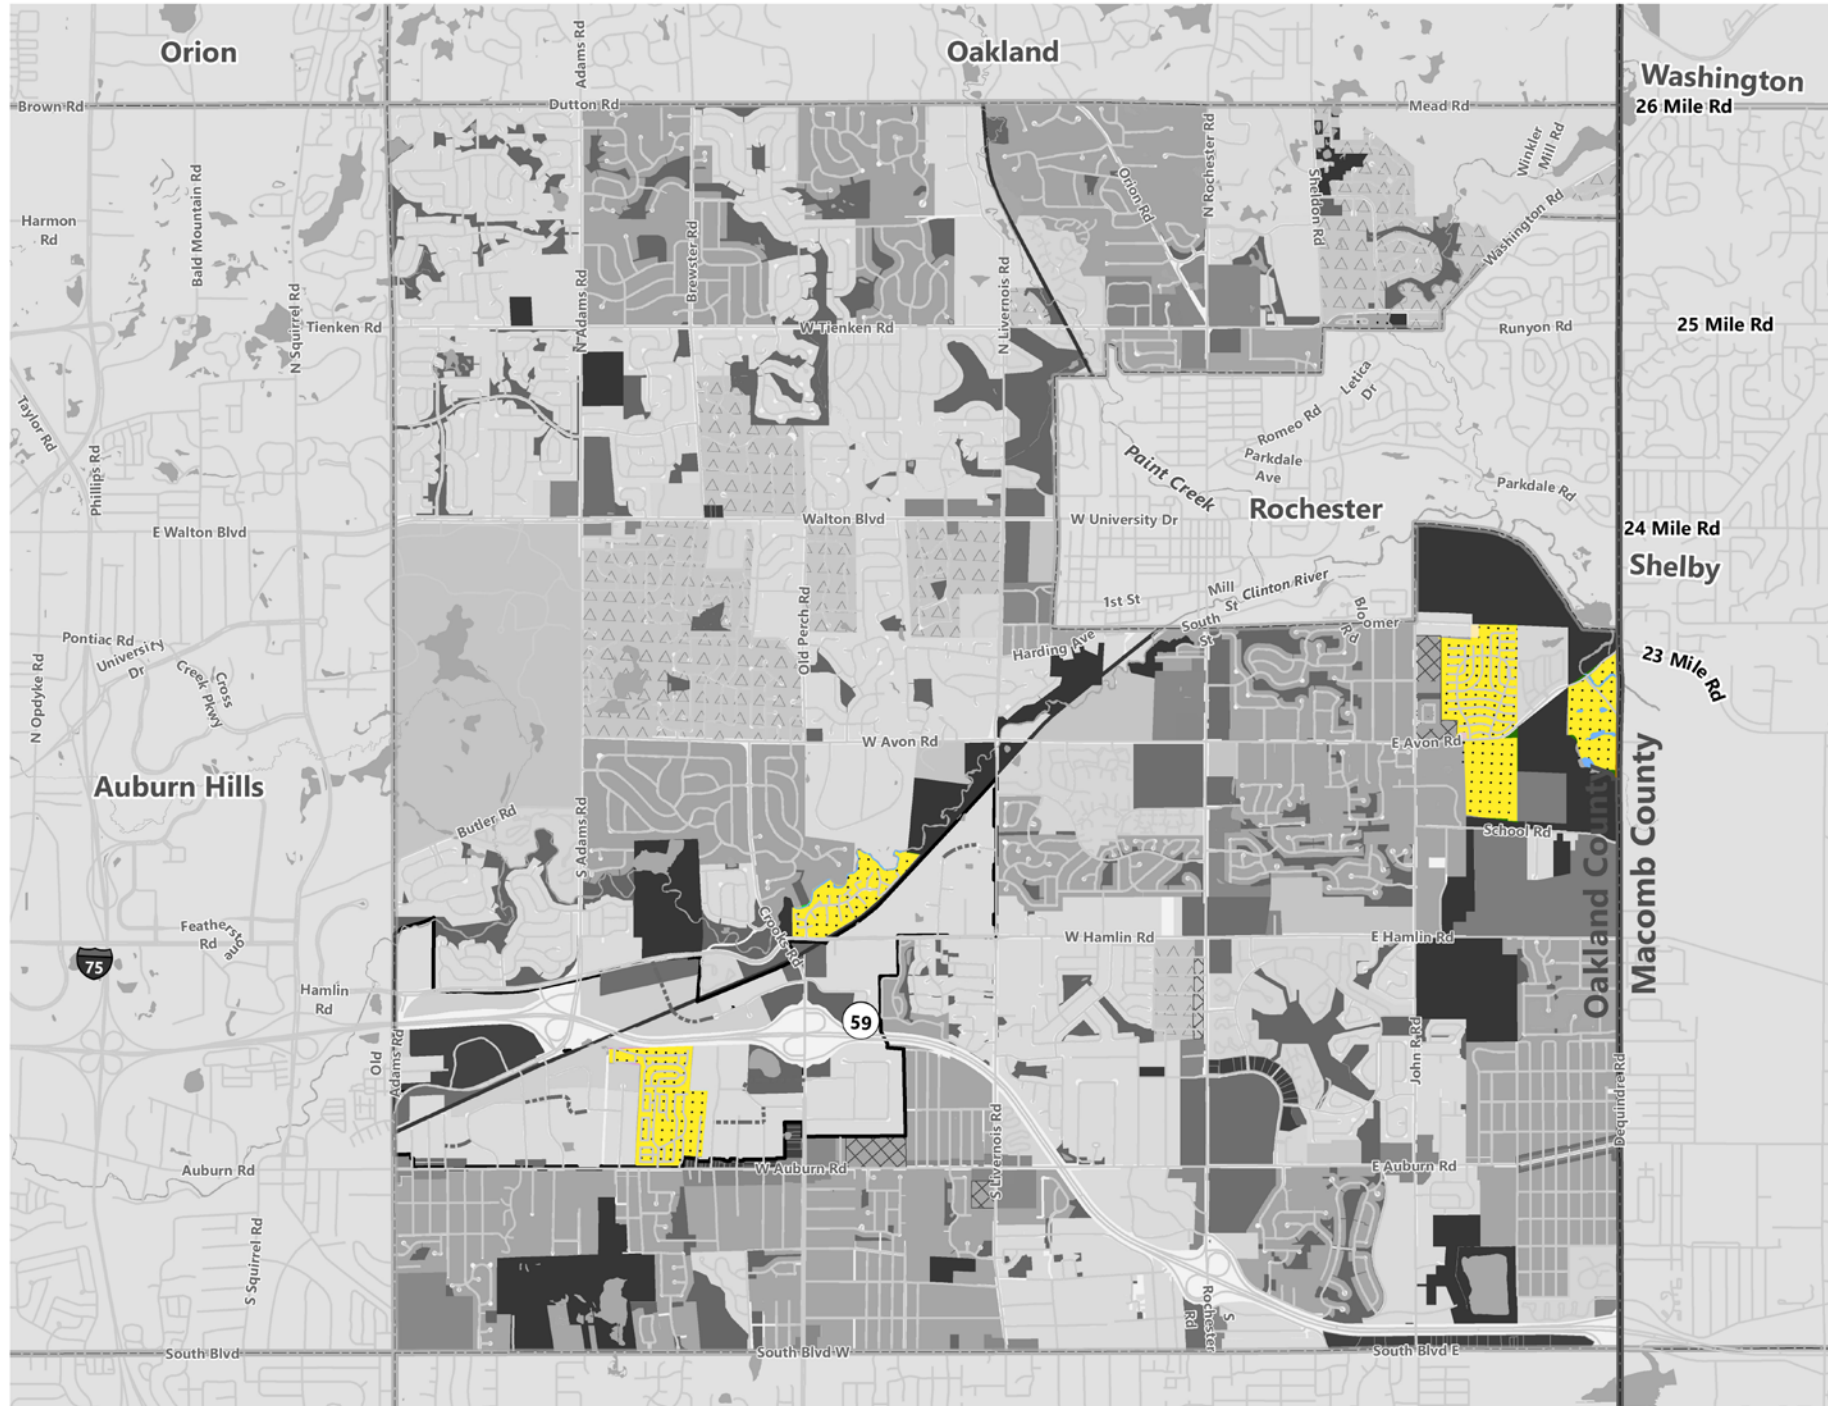 Orion
Oakland
Washington
Adams Rd
Brown Rd
Dutton Rd
Mead Rd
26 Mile Rd
Winkler
Mill Rd
Bald Mountain Rd
Orion Rd
N Rochester Rd
Sheldon Rd
Washington Rd
Harmon
Rd
Brewster Rd
N Squirrel Rd
N Adams Rd
N Livernois Rd
Tienken Rd
W Tienken Rd
Runyon Rd
25 Mile Rd
Taylor Rd
Letica
Dr
Romeo Rd
Phillips Rd
Paint Creek
Parkdale
Ave
Parkdale Rd
Rochester
E Walton Blvd
Walton Blvd
W University Dr
24 Mile Rd
Shelby
Mill
St
Clinton River
1st St
South
St
Bloomer
Rd
Old Perch Rd
Harding Ave
Pontiac Rd
University
Dr
Cross
Creek Pkwy
N Opdyke Rd
23 Mile Rd
W Avon Rd
E Avon Rd
Auburn Hills
Butler Rd
S Adams Rd
School Rd
Oakland County
Macomb County
Featherstone
Rd
Crooks Rd
W Hamlin Rd
E Hamlin Rd
75
Hamlin
Rd
59
Old
Adams Rd
John R Rd
Dequindre Rd
S Livernois Rd
Auburn Rd
W Auburn Rd
E Auburn Rd
S Squirrel Rd
S
Rochester
Rd
South Blvd
South Blvd W
South Blvd E